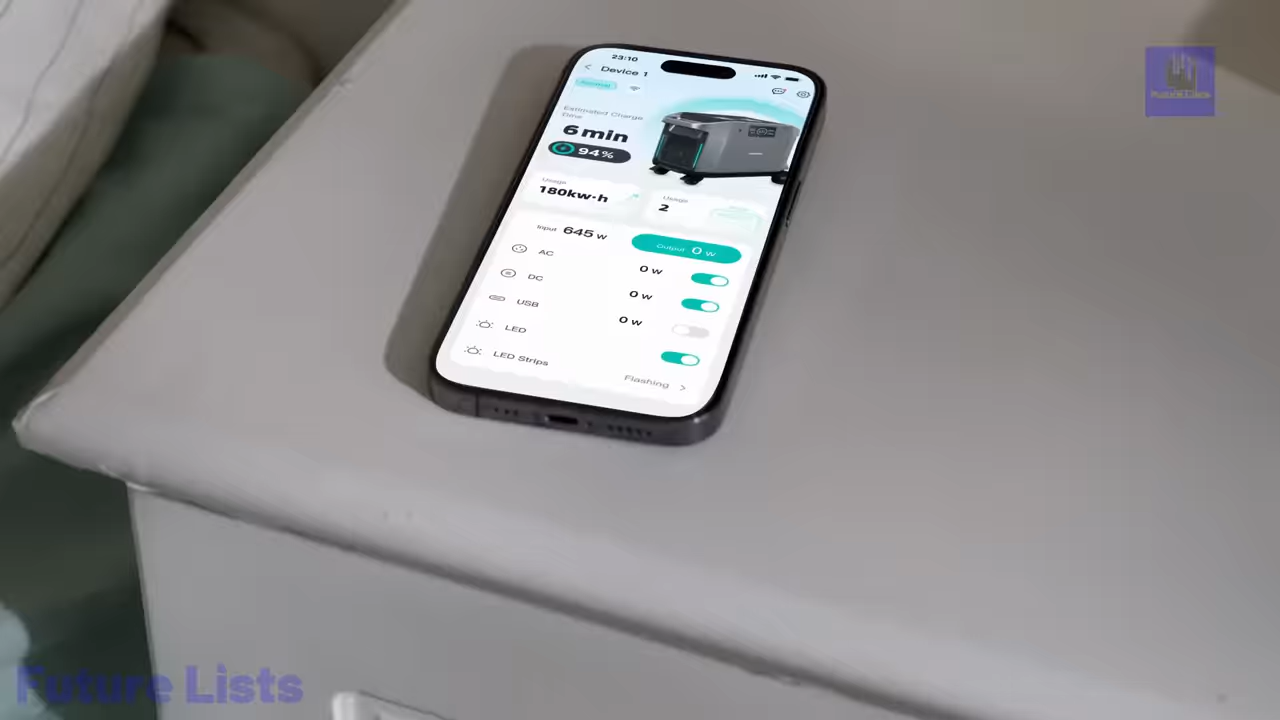 23:10
Device 1
Estimated Charge
Time
6 min
94%
Usage
180kw·h
Usage
2
Input 645 w
Output 0 w
AC
0 w
DC
0 w
USB
0 w
LED
LED Strips
Flashing
Future Lists